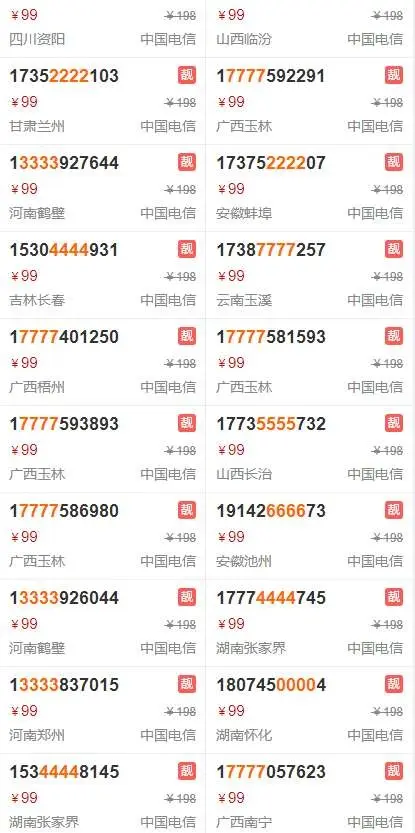 ¥99 ¥198 ¥99 ¥198
四川资阳 中国电信 山西临汾 中国电信
17352222103 靓 17777592291 靓
¥99 ¥198 ¥99 ¥198
甘肃兰州 中国电信 广西玉林 中国电信
13333927644 靓 17375222207 靓
¥99 ¥198 ¥99 ¥198
河南鹤壁 中国电信 安徽蚌埠 中国电信
15304444931 靓 17387777257 靓
¥99 ¥198 ¥99 ¥198
吉林长春 中国电信 云南玉溪 中国电信
17777401250 靓 17777581593 靓
¥99 ¥198 ¥99 ¥198
广西梧州 中国电信 广西玉林 中国电信
17777593893 靓 17735555732 靓
¥99 ¥198 ¥99 ¥198
广西玉林 中国电信 山西长治 中国电信
17777586980 靓 19142666673 靓
¥99 ¥198 ¥99 ¥198
广西玉林 中国电信 安徽池州 中国电信
13333926044 靓 17774444745 靓
¥99 ¥198 ¥99 ¥198
河南鹤壁 中国电信 湖南张家界 中国电信
13333837015 靓 18074500004 靓
¥99 ¥198 ¥99 ¥198
河南郑州 中国电信 湖南怀化 中国电信
15344448145 靓 17777057623 靓
¥99 ¥198 ¥99 ¥198
湖南张家界 中国电信 广西南宁 中国电信